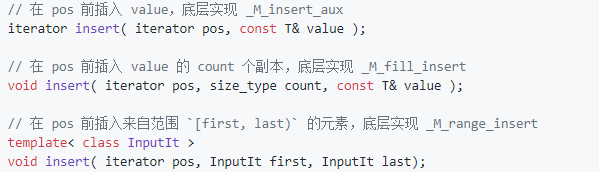 // 在 pos 前插入 value，底层实现 _M_insert_aux
iterator insert( iterator pos, const T& value );
// 在 pos 前插入 value 的 count 个副本，底层实现 _M_fill_insert
void insert( iterator pos, size_type count, const T& value );
// 在 pos 前插入来自范围 `[first, last)` 的元素，底层实现 _M_range_insert
template< class InputIt >
void insert( iterator pos, InputIt first, InputIt last);